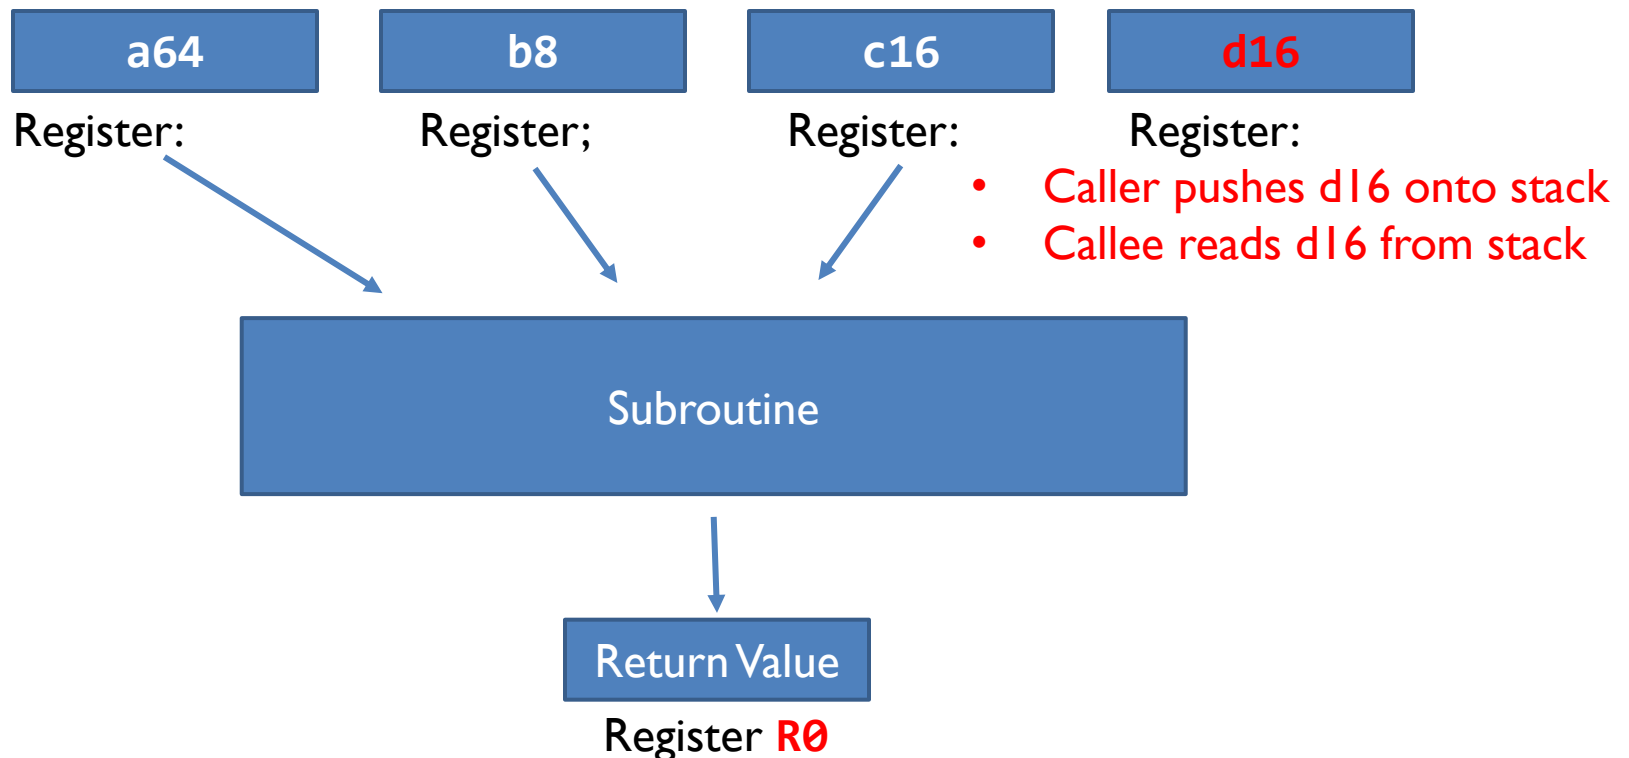 a64 b8 c16 d16
Register: Register; Register: Register:
• Caller pushes d16 onto stack
• Callee reads d16 from stack
Subroutine
Return Value
Register R0